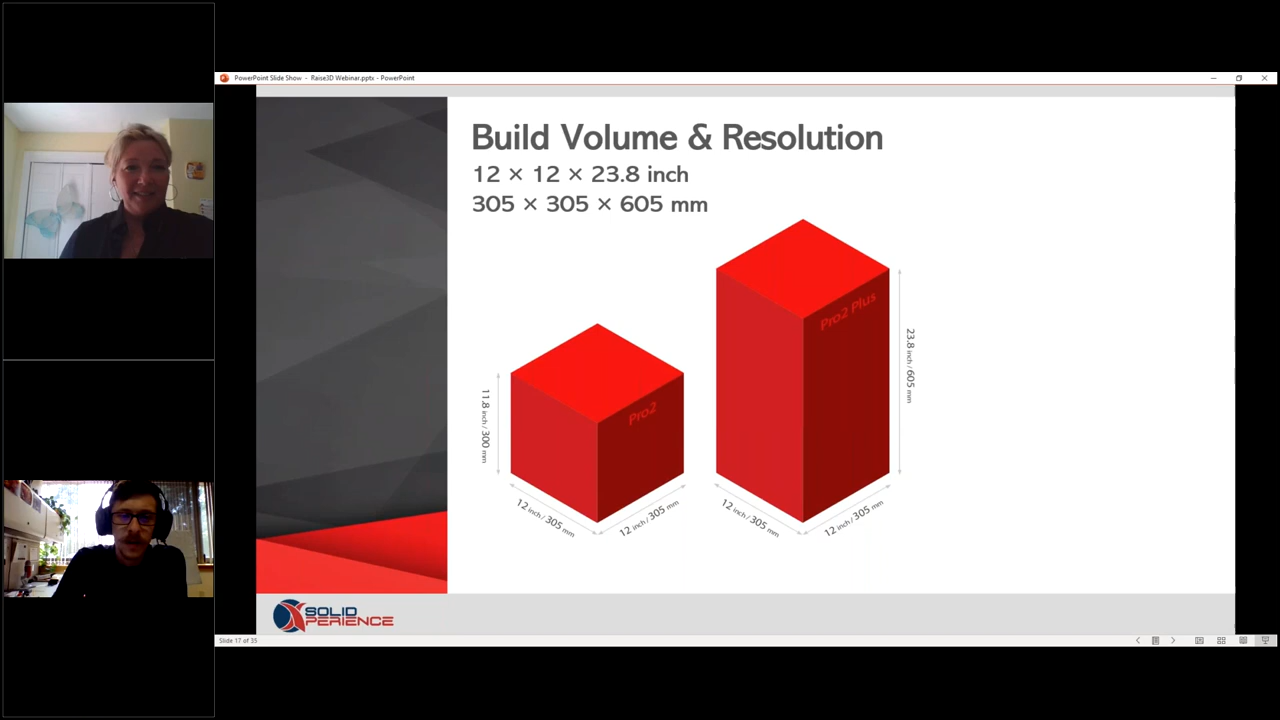 PowerPoint Slide Show - Raise3D Webinar.pptx - PowerPoint
Build Volume & Resolution
12 × 12 × 23.8 inch
305 × 305 × 605 mm
Pro2 Plus
23.8 inch / 605 mm
11.8 inch / 300 mm
Pro2
12 inch / 305 mm
12 inch / 305 mm
12 inch / 305 mm
12 inch / 305 mm
SOLID
XPERIENCE
Slide 17 of 35